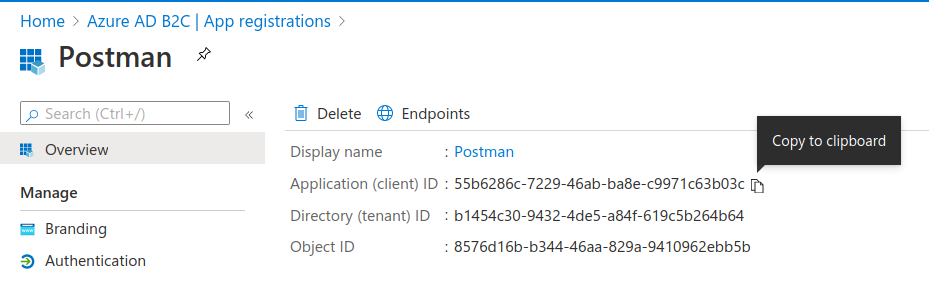 Home > Azure AD B2C | App registrations >
Postman
Search (Ctrl+/)
«
Overview
Manage
Branding
Authentication
Delete Endpoints
Copy to clipboard
Display name : Postman
Application (client) ID : 55b6286c-7229-46ab-ba8e-c9971c63b03c
Directory (tenant) ID : b1454c30-9432-4de5-a84f-619c5b264b64
Object ID : 8576d16b-b344-46aa-829a-9410962ebb5b